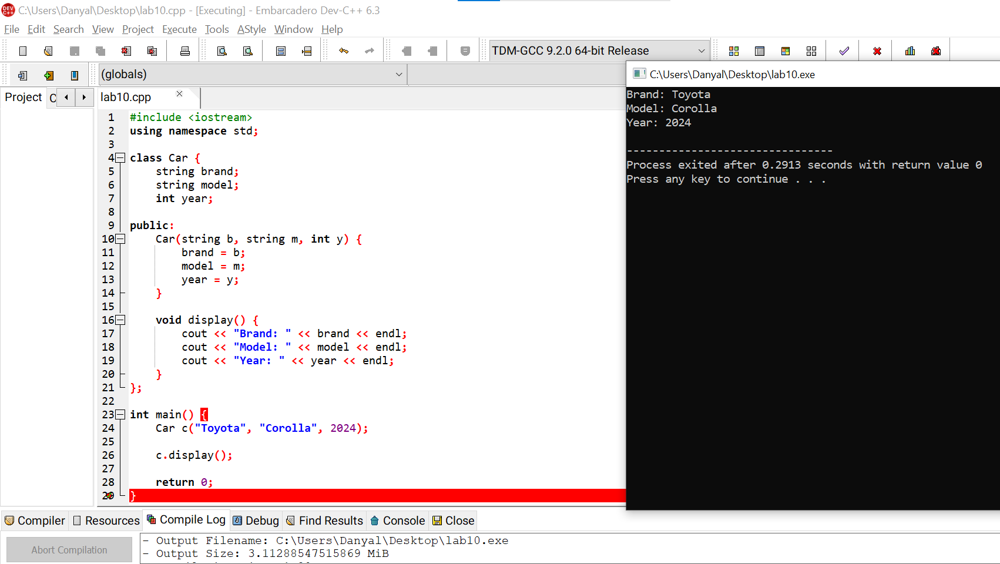 C:\Users\Danyal\Desktop\lab10.cpp - [Executing] - Embarcadero Dev-C++ 6.3
File Edit Search View Project Execute Tools AStyle Window Help
TDM-GCC 9.2.0 64-bit Release
(globals)
Project
lab10.cpp
1 #include <iostream>
2 using namespace std;
3
4 class Car {
5     string brand;
6     string model;
7     int year;
8
9 public:
10     Car(string b, string m, int y) {
11         brand = b;
12         model = m;
13         year = y;
14     }
15
16     void display() {
17         cout << "Brand: " << brand << endl;
18         cout << "Model: " << model << endl;
19         cout << "Year: " << year << endl;
20     }
21 };
22
23 int main() {
24     Car c("Toyota", "Corolla", 2024);
25
26     c.display();
27
28     return 0;
29 }
C:\Users\Danyal\Desktop\lab10.exe
Brand: Toyota
Model: Corolla
Year: 2024
--------------------------------
Process exited after 0.2913 seconds with return value 0
Press any key to continue . . .
Compiler Resources Compile Log Debug Find Results Console Close
Abort Compilation
- Output Filename: C:\Users\Danyal\Desktop\lab10.exe
- Output Size: 3.11288547515869 MiB